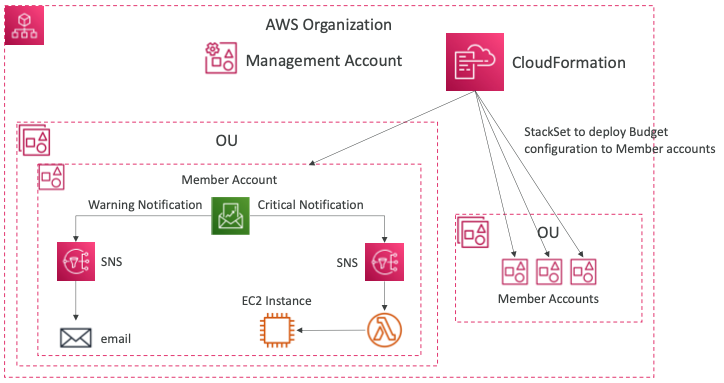 AWS Organization
Management Account
CloudFormation
StackSet to deploy Budget
configuration to Member accounts
OU
Member Account
Warning Notification
Critical Notification
SNS
SNS
EC2 Instance
email
OU
Member Accounts